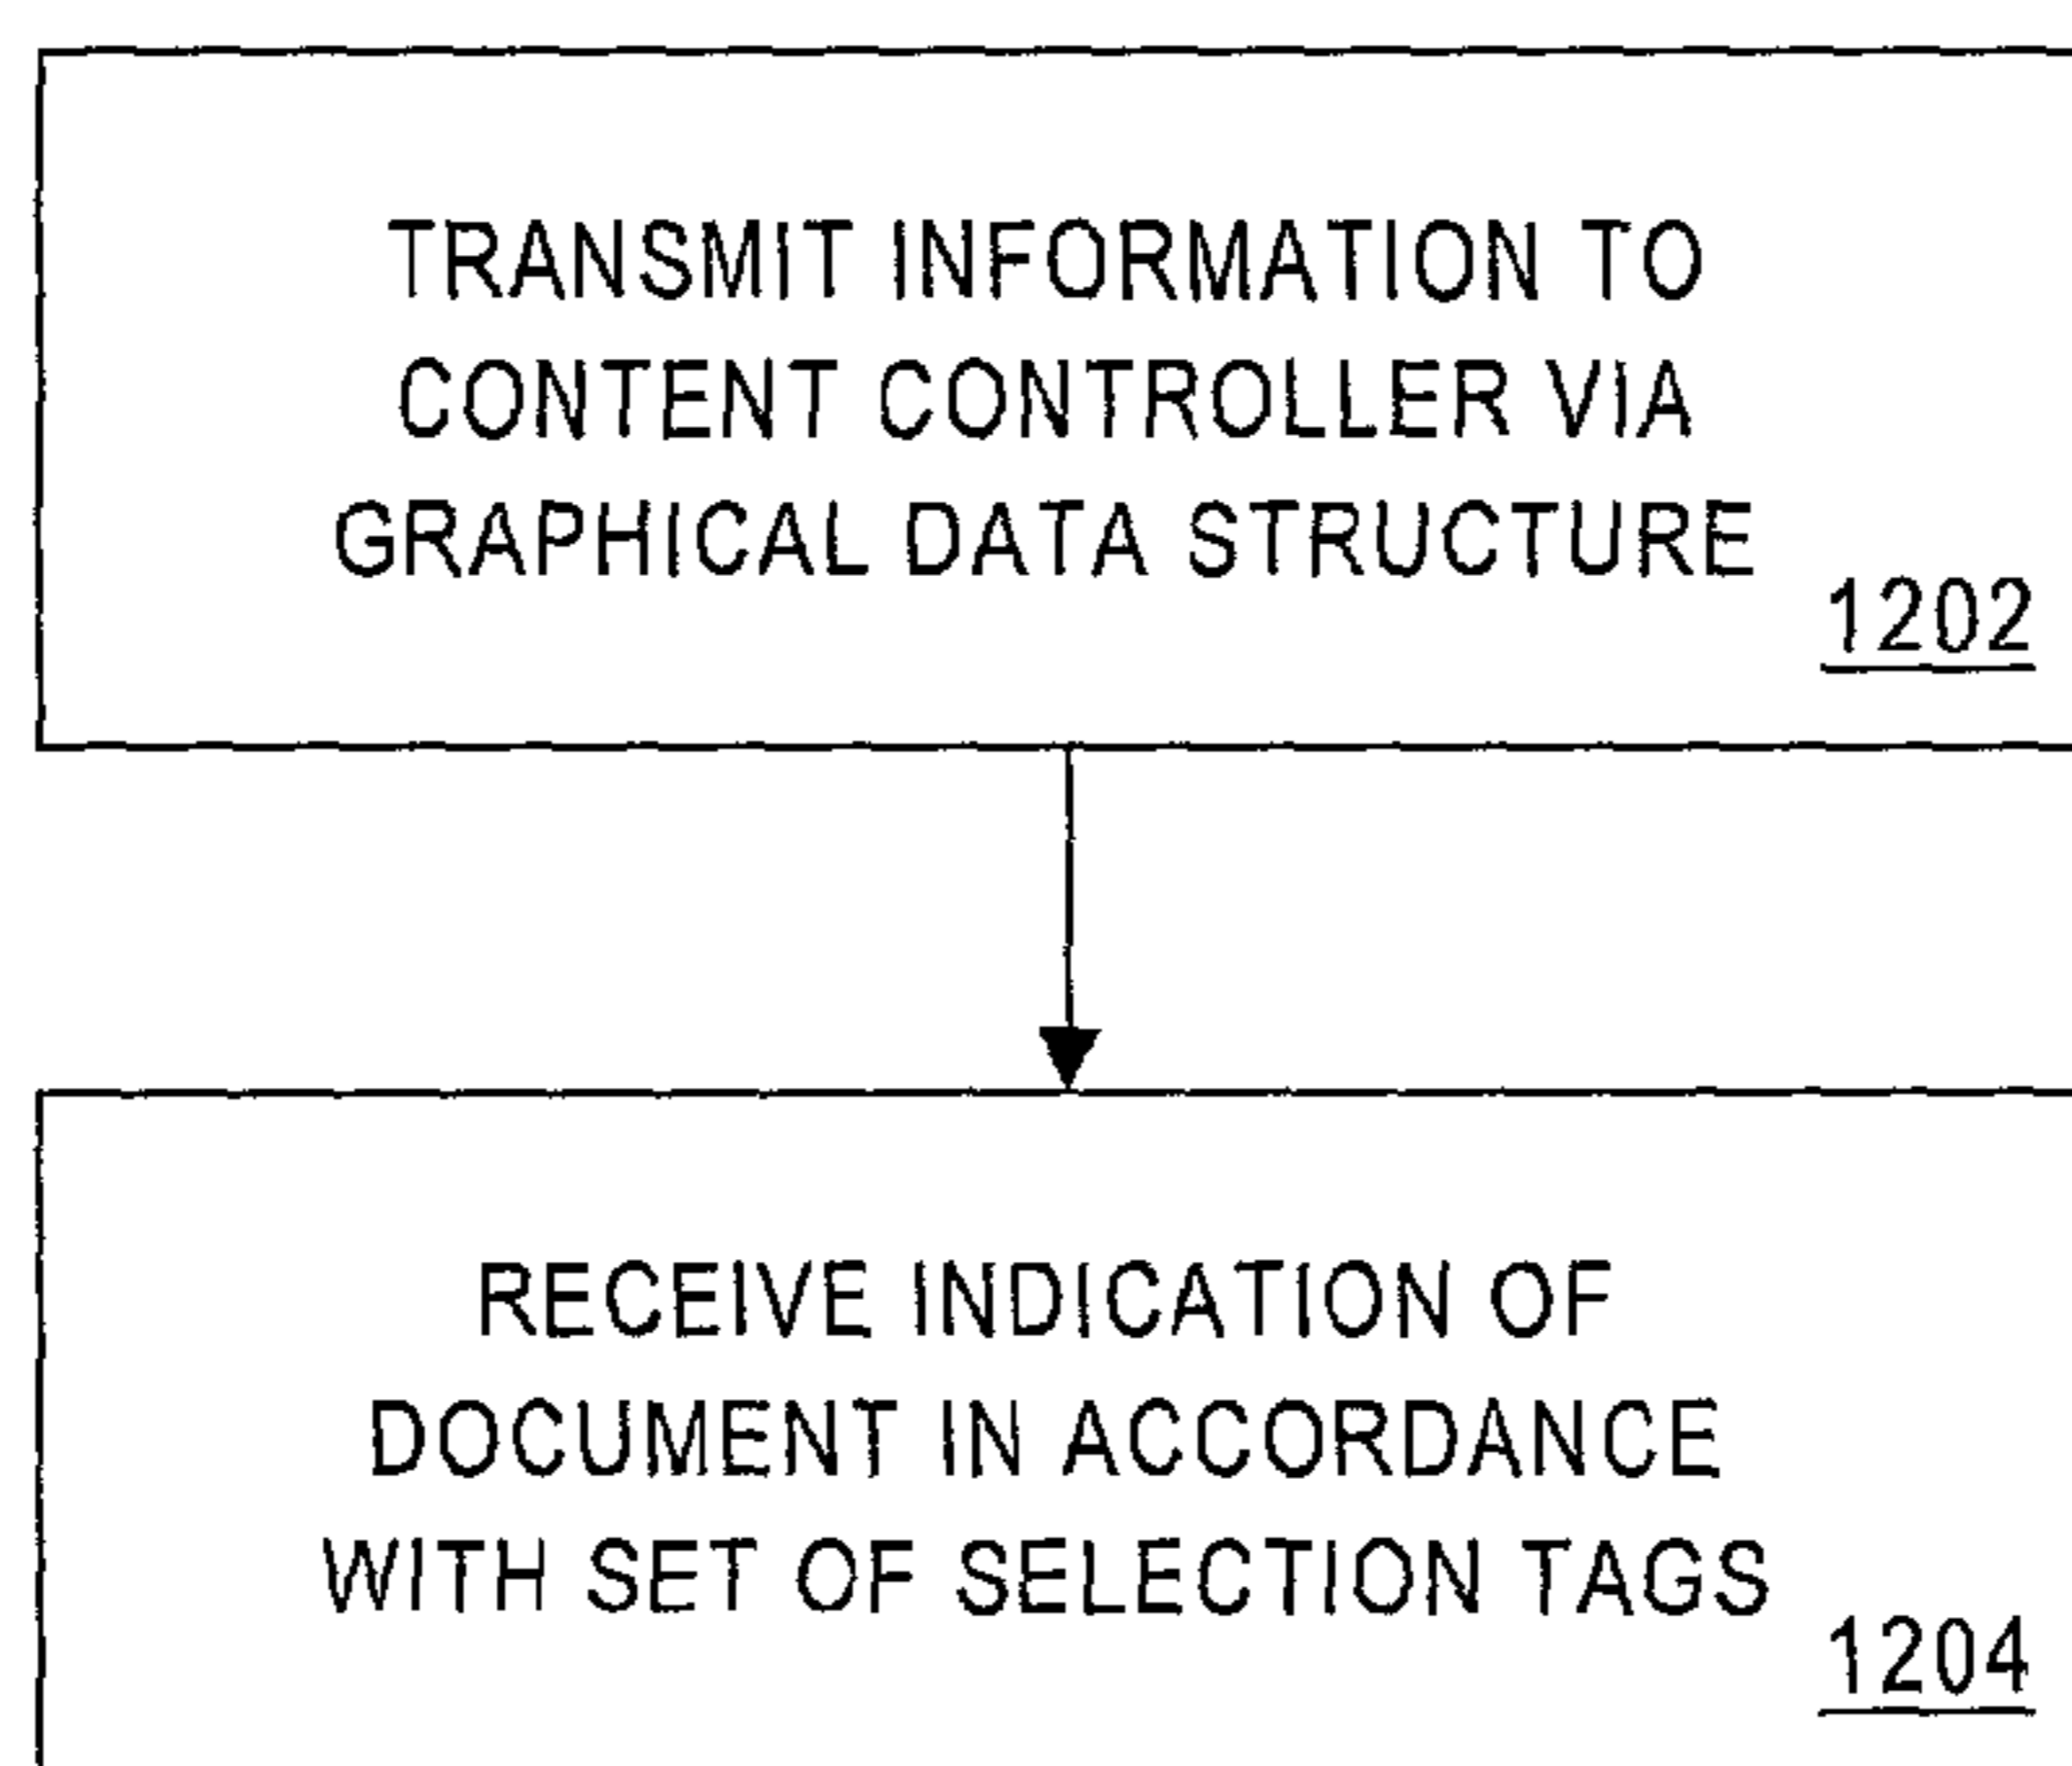 TRANSMIT INFORMATION TO
CONTENT CONTROLLER VIA
GRAPHICAL DATA STRUCTURE
1202
RECEIVE INDICATION OF
DOCUMENT IN ACCORDANCE
WITH SET OF SELECTION TAGS
1204